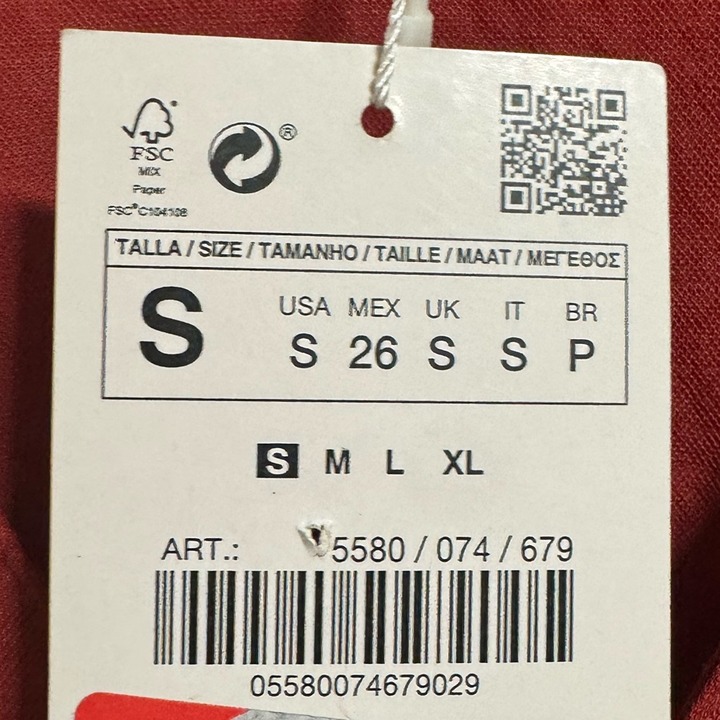 FSC
MIX
Paper
FSC® C104108
®
TALLA / SIZE / TAMANHO / TAILLE / MAAT / ΜΕΓΕΘΟΣ
S
USA MEX UK IT BR
S 26 S S P
S M L XL
ART.: 5580 / 074 / 679
05580074679029